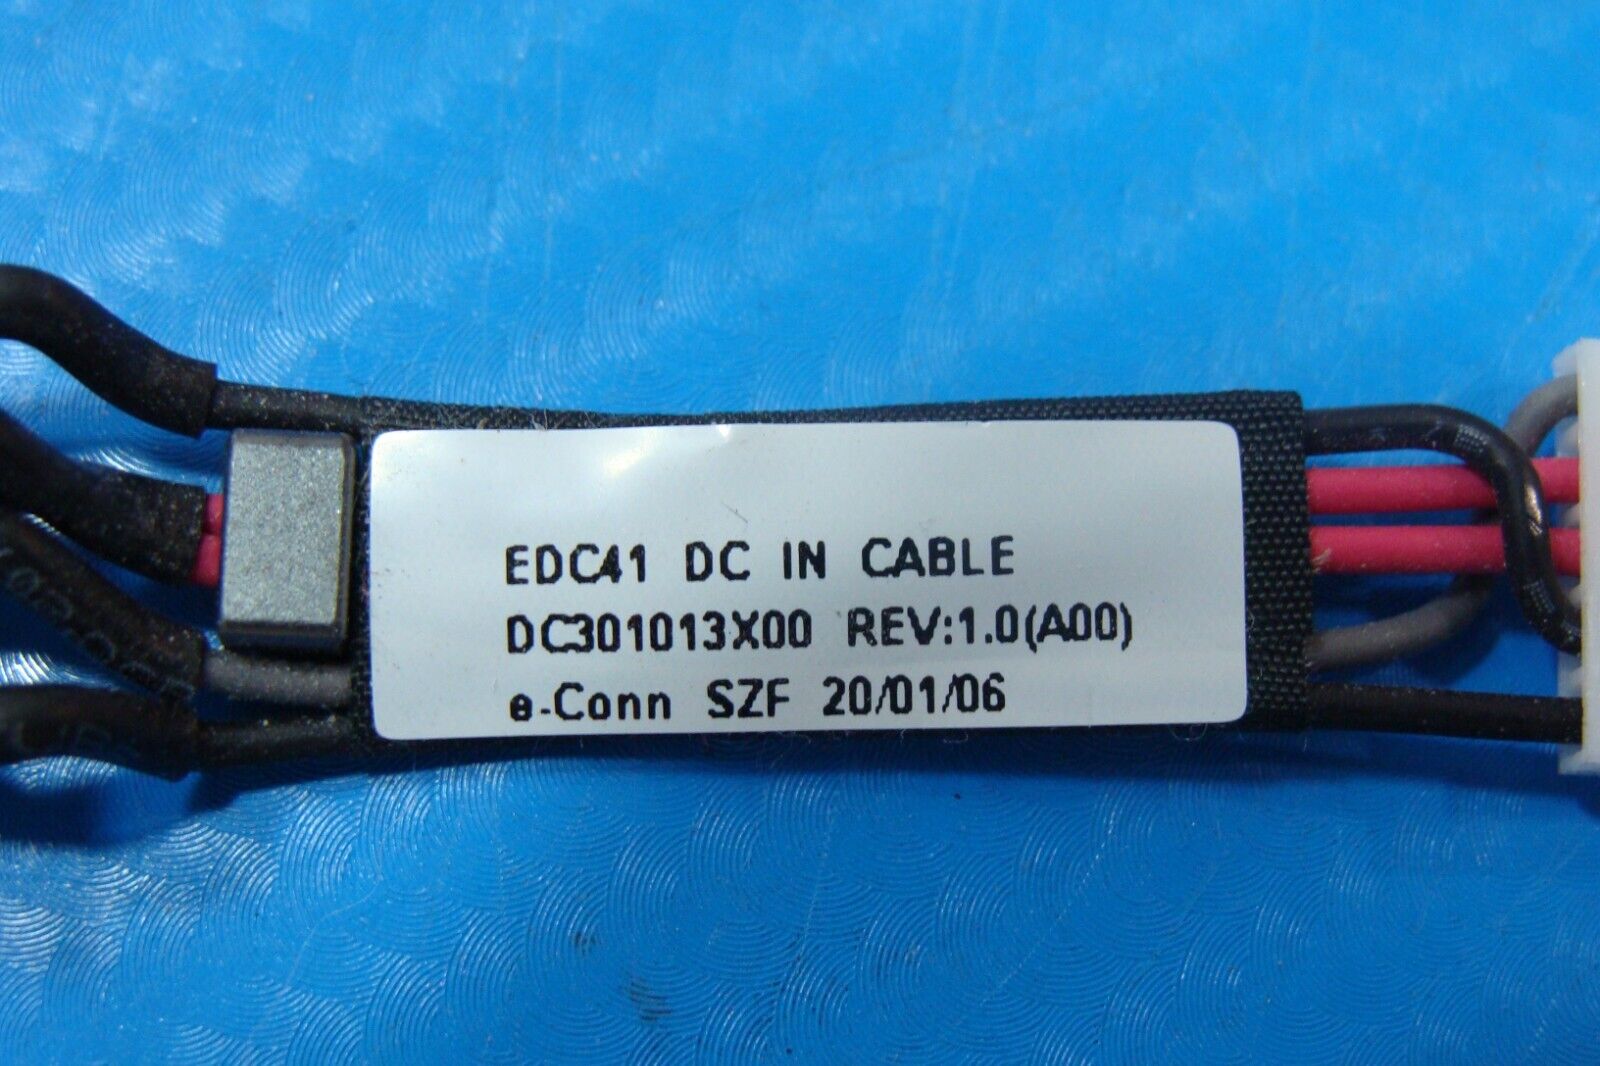 EDC41 DC IN CABLE
DC301013X00 REV:1.0(A00)
e-Conn SZF 20/01/06